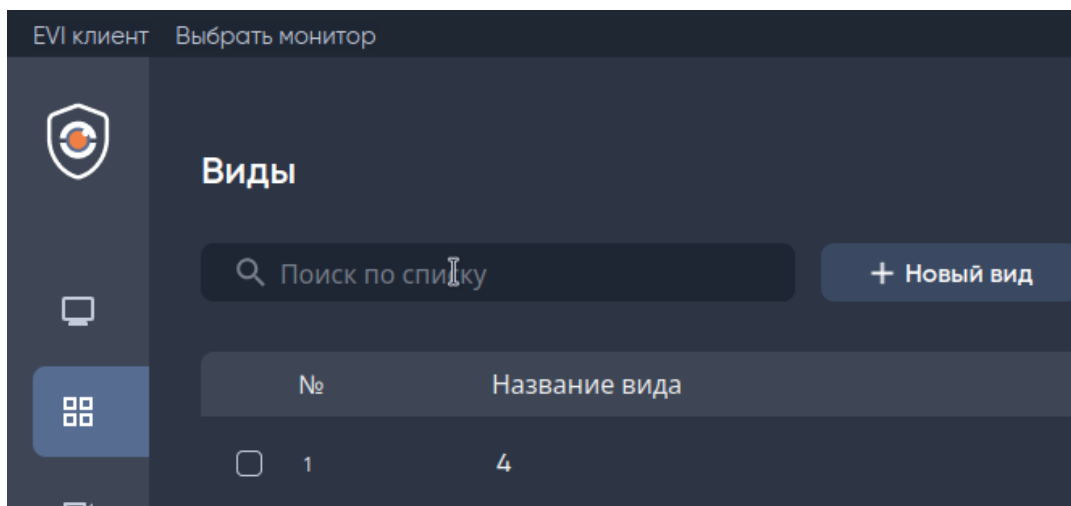 EVI клиент Выбрать монитор
Виды
Поиск по списку
+ Новый вид
№ Название вида
1 4